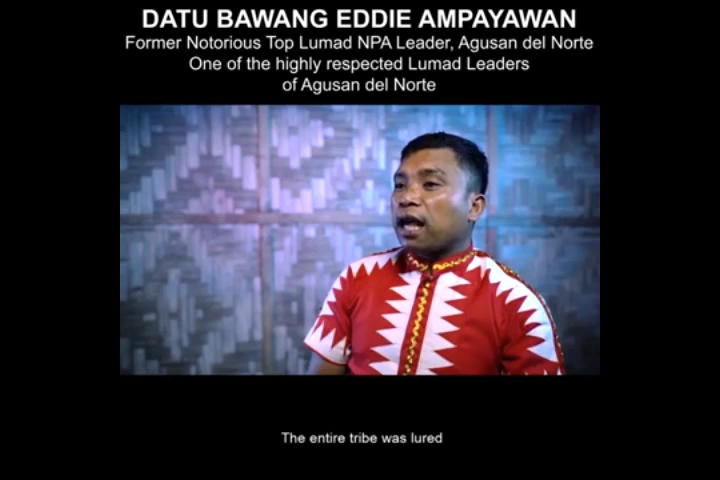 DATU BAWANG EDDIE AMPAYAWAN
Former Notorious Top Lumad NPA Leader, Agusan del Norte
One of the highly respected Lumad Leaders
of Agusan del Norte
The entire tribe was lured